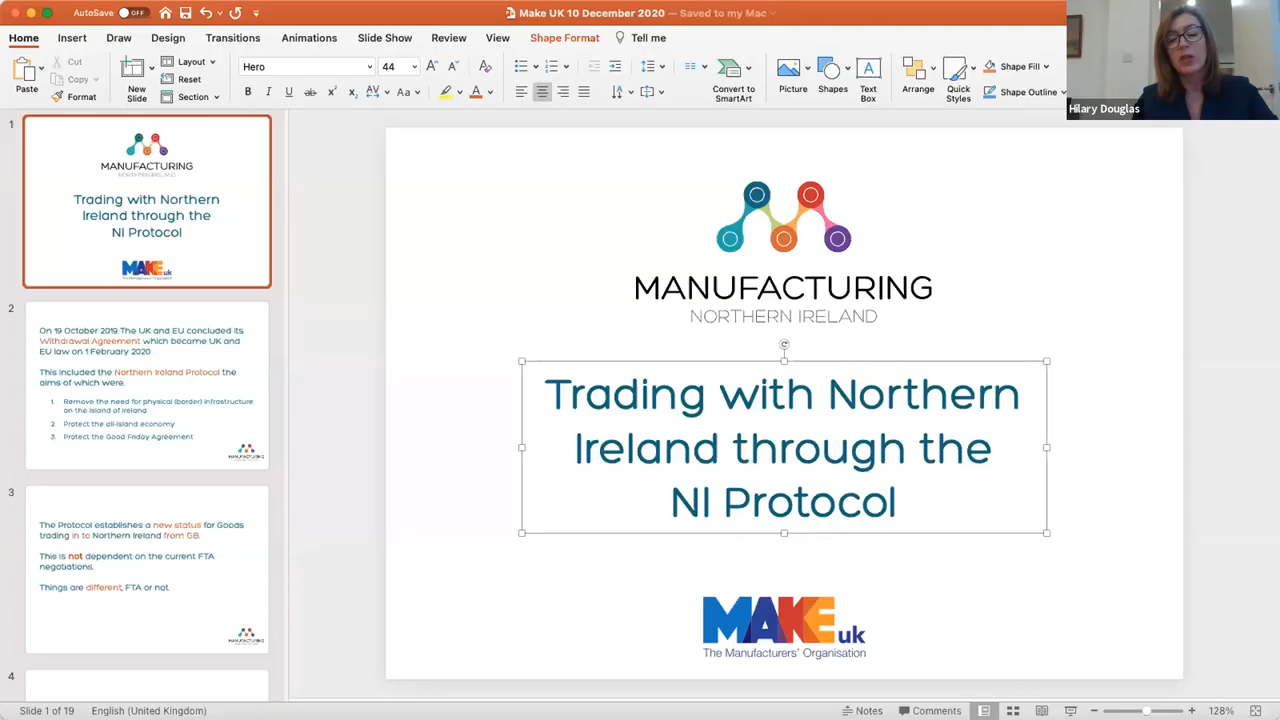 AutoSave OFF
Make UK 10 December 2020 — Saved to my Mac
Home Insert Draw Design Transitions Animations Slide Show Review View Shape Format Tell me
Paste
Cut
Copy
Format
New Slide
Layout
Reset
Section
Hero 44
Convert to SmartArt
Picture
Shapes
Text Box
Arrange
Quick Styles
Shape Fill
Shape Outline
Hilary Douglas
1
MANUFACTURING
NORTHERN IRELAND
Trading with Northern
Ireland through the
NI Protocol
MAKE uk
The Manufacturers' Organisation
2
On 19 October 2019 The UK and EU concluded its
Withdrawal Agreement which became UK and
EU law on 1 February 2020
This included the Northern Ireland Protocol the
aims of which were.
1. Remove the need for physical (border) infrastructure
on the island of Ireland
2. Protect the all-island economy
3. Protect the Good Friday Agreement
MANUFACTURING
3
The Protocol establishes a new status for Goods
trading in to Northern Ireland from GB.
This is not dependent on the current FTA
negotiations.
Things are different, FTA or not.
MANUFACTURING
4
MANUFACTURING
NORTHERN IRELAND
Trading with Northern
Ireland through the
NI Protocol
MAKE uk
The Manufacturers' Organisation
Slide 1 of 19 English (United Kingdom) Notes Comments 128%